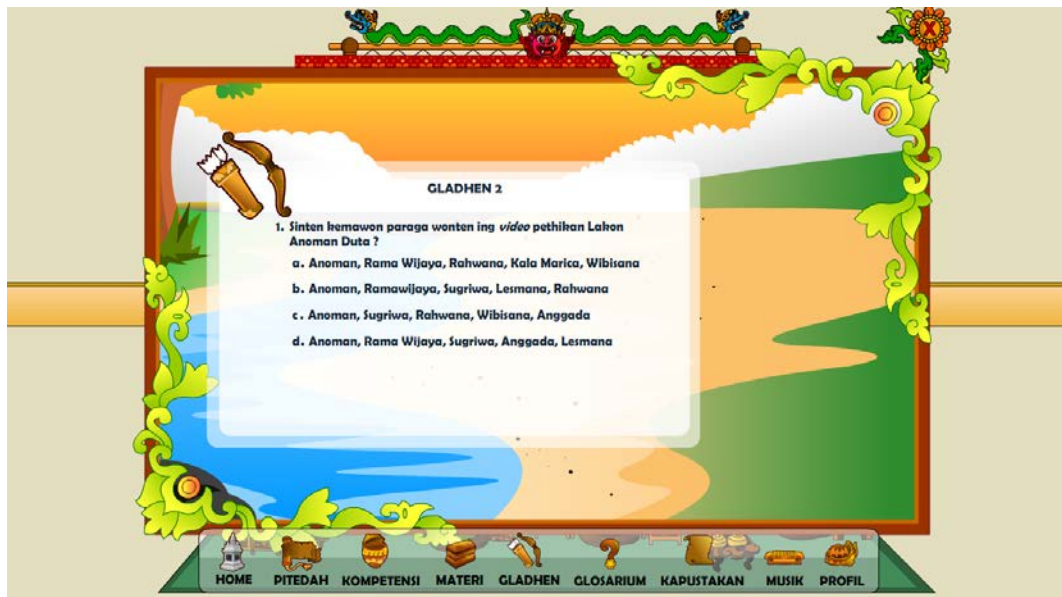 X
GLADHEN 2
1. Sinten kemawon paraga wonten ing video pethikan Lakon
Anoman Duta ?
a. Anoman, Rama Wijaya, Rahwana, Kala Marica, Wibisana
b. Anoman, Ramawijaya, Sugriwa, Lesmana, Rahwana
c. Anoman, Sugriwa, Rahwana, Wibisana, Anggada
d. Anoman, Rama Wijaya, Sugriwa, Anggada, Lesmana
HOME PITEDAH KOMPETENSI MATERI GLADHEN GLOSARIUM KAPUSTAKAN MUSIK PROFIL